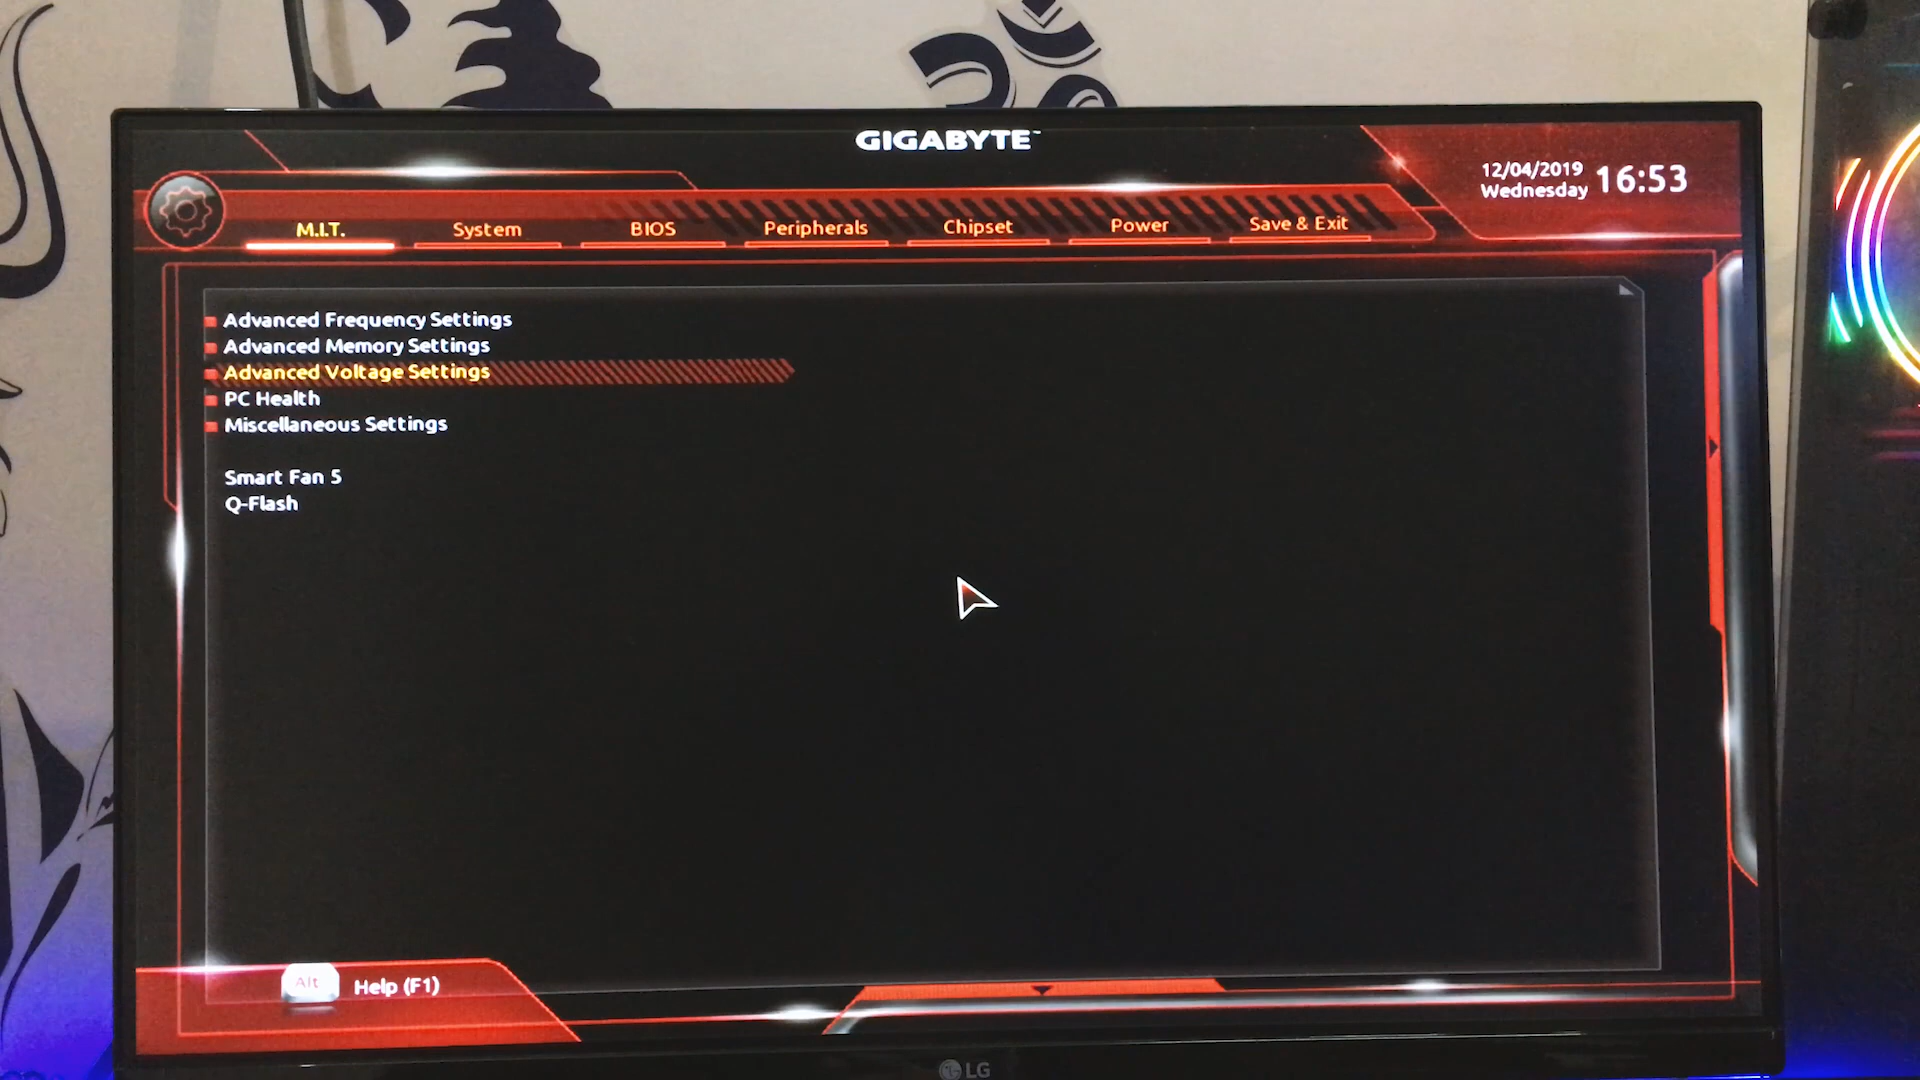 GIGABYTE™
12/04/2019
Wednesday 16:53
M.I.T. System BIOS Peripherals Chipset Power Save & Exit
Advanced Frequency Settings
Advanced Memory Settings
Advanced Voltage Settings
PC Health
Miscellaneous Settings
Smart Fan 5
Q-Flash
Alt Help (F1)
LG